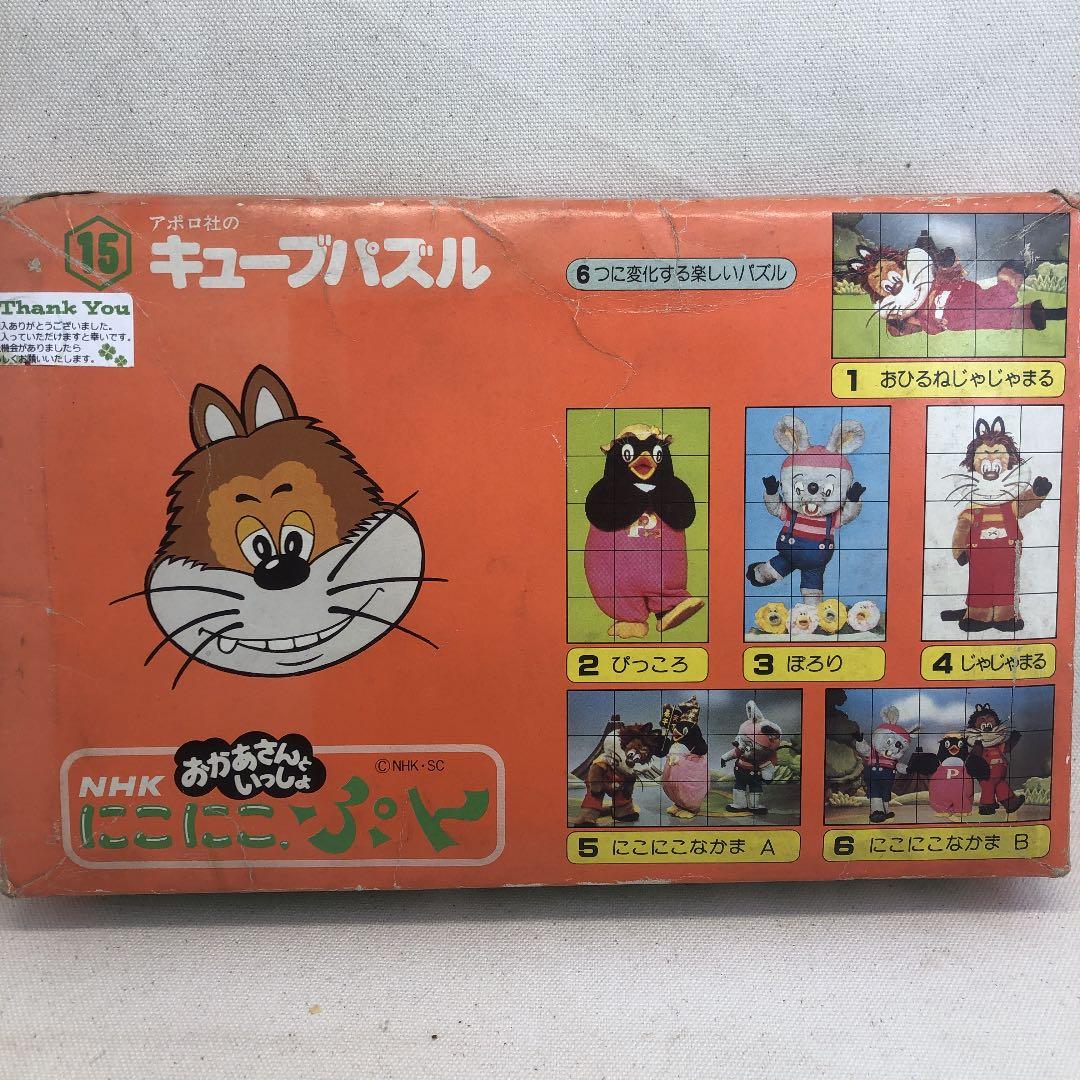 15
アポロ社の
キューブパズル
6つに変化する楽しいパズル
Thank You
入ありがとうございました。
入っていただけますと幸いです。
機会がありましたら
しくお願いいたします。
1 おひるねじゃじゃまる
2 ぴっころ
3 ぽろり
4 じゃじゃまる
P
5 にこにこなかま A
6 にこにこなかま B
NHK
おかあさんと
いっしょ
©NHK・SC
にこにこ、ぷん